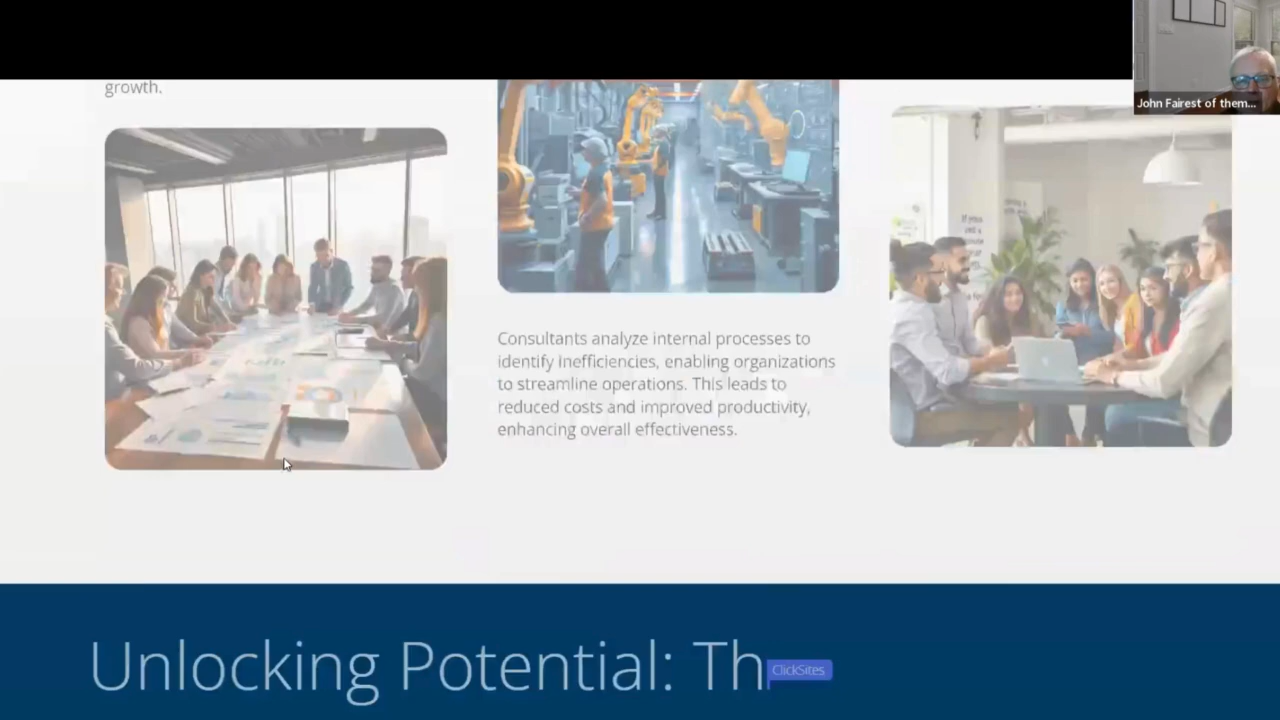 John Fairest of them...
growth.
Consultants analyze internal processes to
identify inefficiencies, enabling organizations
to streamline operations. This leads to
reduced costs and improved productivity,
enhancing overall effectiveness.
Unlocking Potential: Th
ClickSites